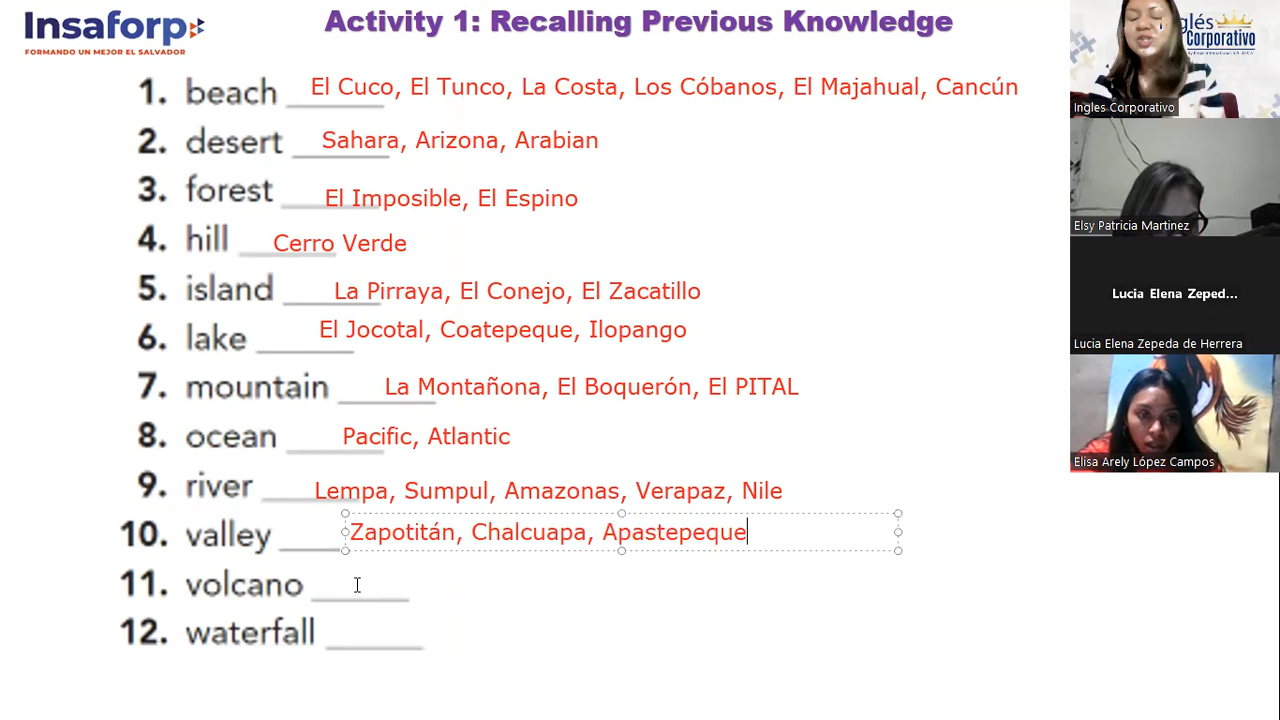 Insaforp
FORMANDO UN MEJOR EL SALVADOR
Activity 1: Recalling Previous Knowledge
1. beach El Cuco, El Tunco, La Costa, Los Cóbanos, El Majahual, Cancún
2. desert Sahara, Arizona, Arabian
3. forest El Imposible, El Espino
4. hill Cerro Verde
5. island La Pirraya, El Conejo, El Zacatillo
6. lake El Jocotal, Coatepeque, Ilopango
7. mountain La Montañona, El Boquerón, El PITAL
8. ocean Pacific, Atlantic
9. river Lempa, Sumpul, Amazonas, Verapaz, Nile
10. valley Zapotitán, Chalcuapa, Apastepeque
11. volcano
12. waterfall
Corporativo
Ingles Corporativo
Elsy Patricia Martinez
Lucia Elena Zeped...
Lucia Elena Zepeda de Herrera
Elisa Arely López Campos